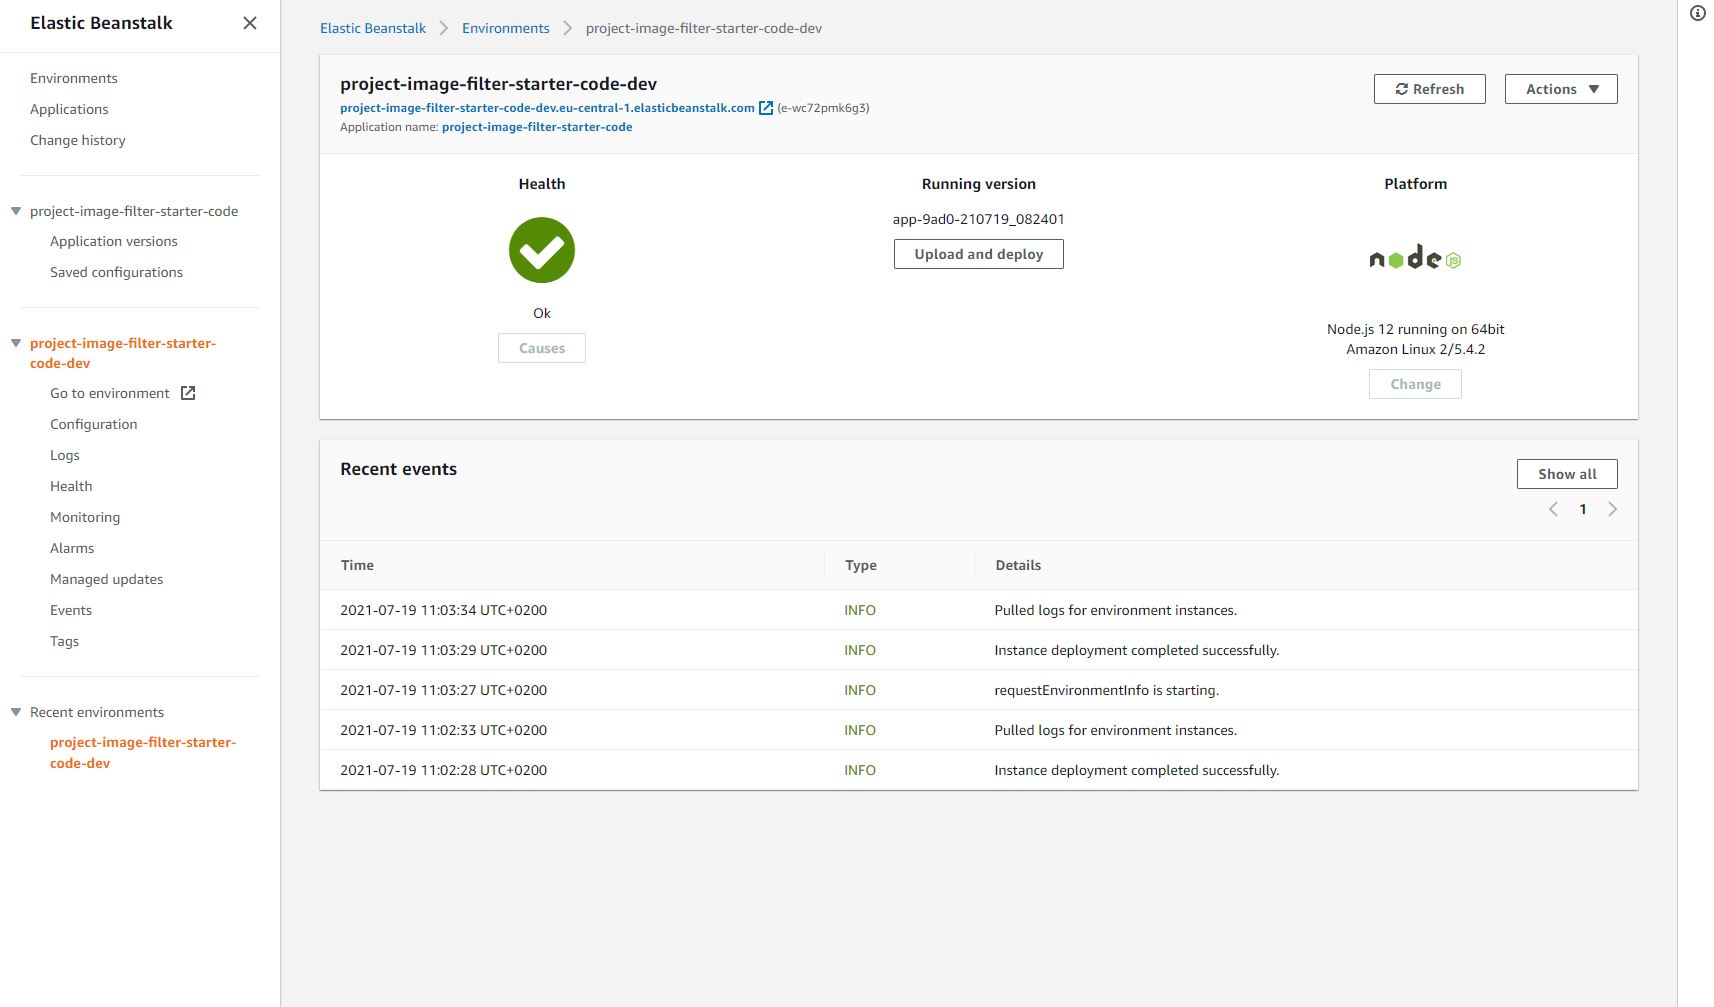 Elastic Beanstalk
Environments
Applications
Change history
project-image-filter-starter-code
Application versions
Saved configurations
project-image-filter-starter-
code-dev
Go to environment
Configuration
Logs
Health
Monitoring
Alarms
Managed updates
Events
Tags
Recent environments
project-image-filter-starter-
code-dev
Elastic Beanstalk Environments project-image-filter-starter-code-dev
project-image-filter-starter-code-dev
project-image-filter-starter-code-dev.eu-central-1.elasticbeanstalk.com (e-wc72pmk6g3)
Application name: project-image-filter-starter-code
Refresh
Actions
Health
Ok
Causes
Running version
app-9ad0-210719_082401
Upload and deploy
Platform
node JS
Node.js 12 running on 64bit
Amazon Linux 2/5.4.2
Change
Recent events
Show all
1
Time Type Details
2021-07-19 11:03:34 UTC+0200 INFO Pulled logs for environment instances.
2021-07-19 11:03:29 UTC+0200 INFO Instance deployment completed successfully.
2021-07-19 11:03:27 UTC+0200 INFO requestEnvironmentInfo is starting.
2021-07-19 11:02:33 UTC+0200 INFO Pulled logs for environment instances.
2021-07-19 11:02:28 UTC+0200 INFO Instance deployment completed successfully.